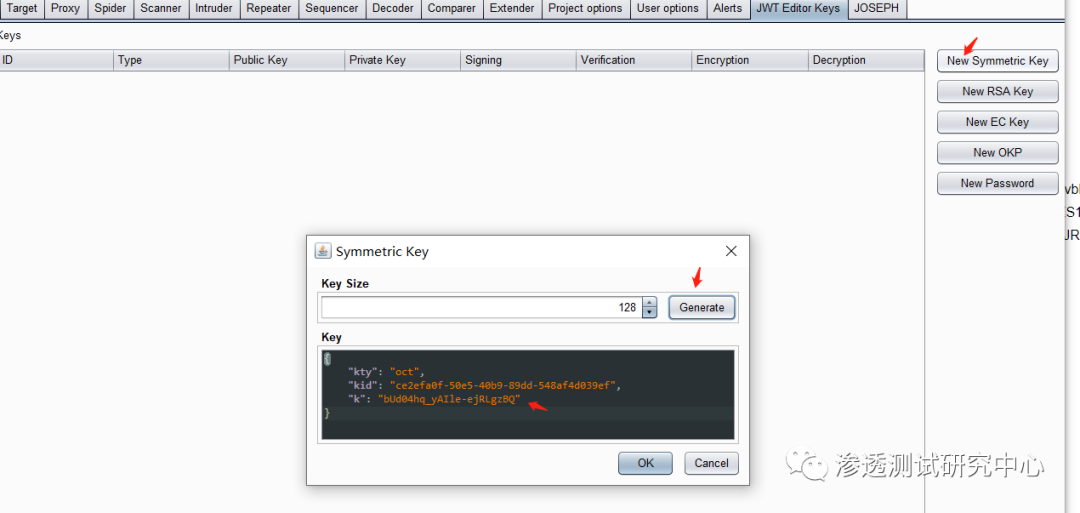 Target Proxy Spider Scanner Intruder Repeater Sequencer Decoder Comparer Extender Project options User options Alerts JWT Editor Keys JOSEPH
Keys
ID Type Public Key Private Key Signing Verification Encryption Decryption
New Symmetric Key
New RSA Key
New EC Key
New OKP
New Password
Symmetric Key
Key Size
128 Generate
Key
{
"kty": "oct",
"kid": "ce2efa0f-50e5-40b9-89dd-548af4d039ef",
"k": "bUd04hq_yAIle-ejRLgzBQ"
}
OK Cancel
渗透测试研究中心